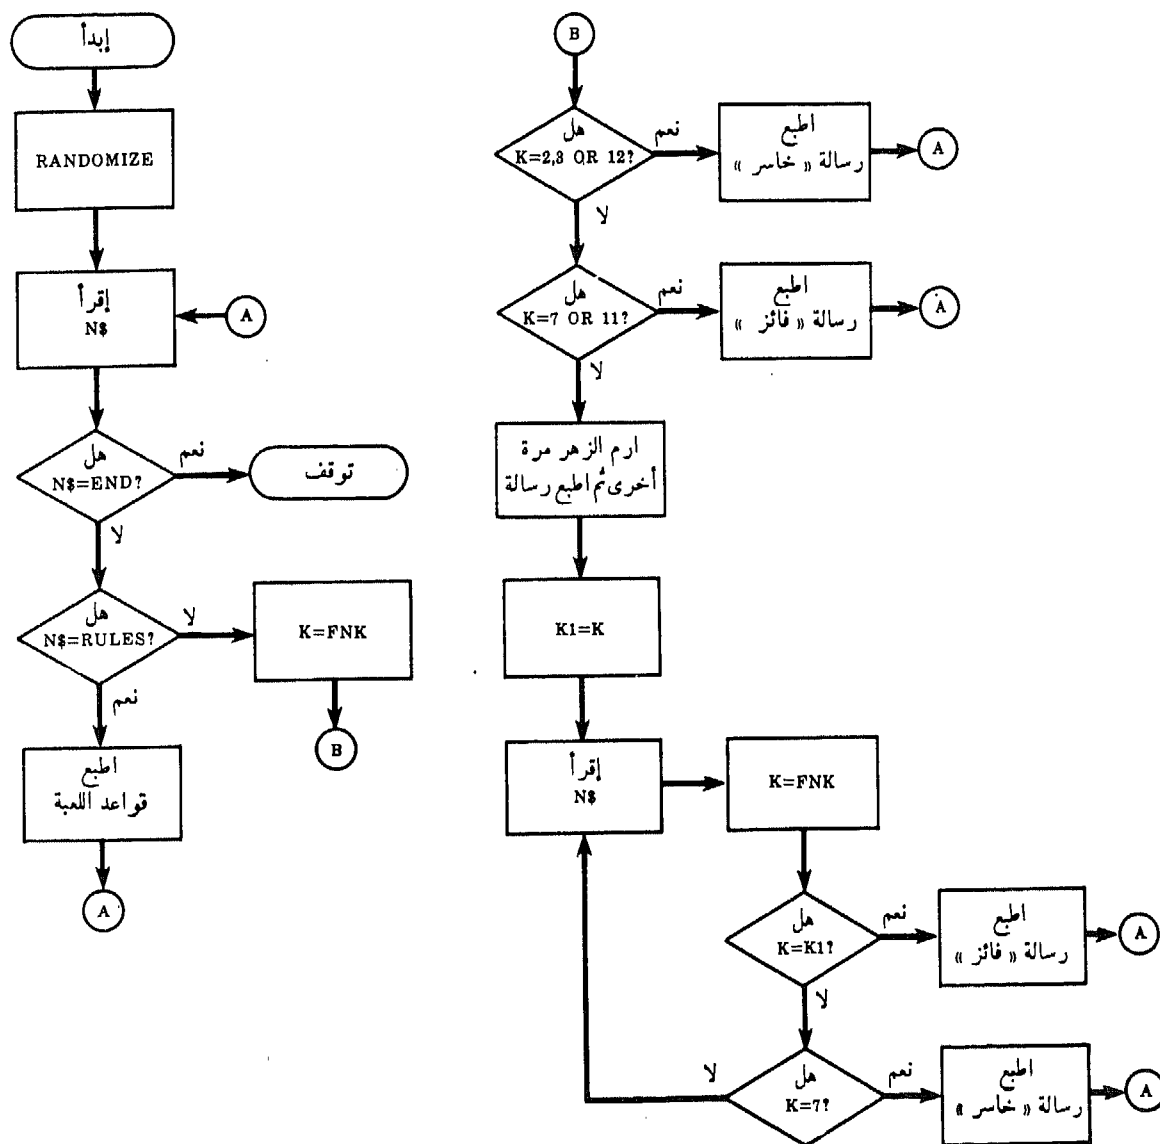 إبدأ
RANDOMIZE
إقرأ
N$
A
هل
N$=END?
نعم
توقف
لا
هل
N$=RULES?
لا
K=FNK
B
نعم
اطبع
قواعد اللعبة
A
B
هل
K=2,3 OR 12?
نعم
اطبع
رسالة « خاسر »
A
لا
هل
K=7 OR 11?
نعم
اطبع
رسالة « فائز »
A
لا
ارم الزهر مرة
أخرى ثم اطبع رسالة
K1=K
إقرأ
N$
K=FNK
هل
K=K1?
نعم
اطبع
رسالة « فائز »
A
لا
هل
K=7?
لا
نعم
اطبع
رسالة « خاسر »
A